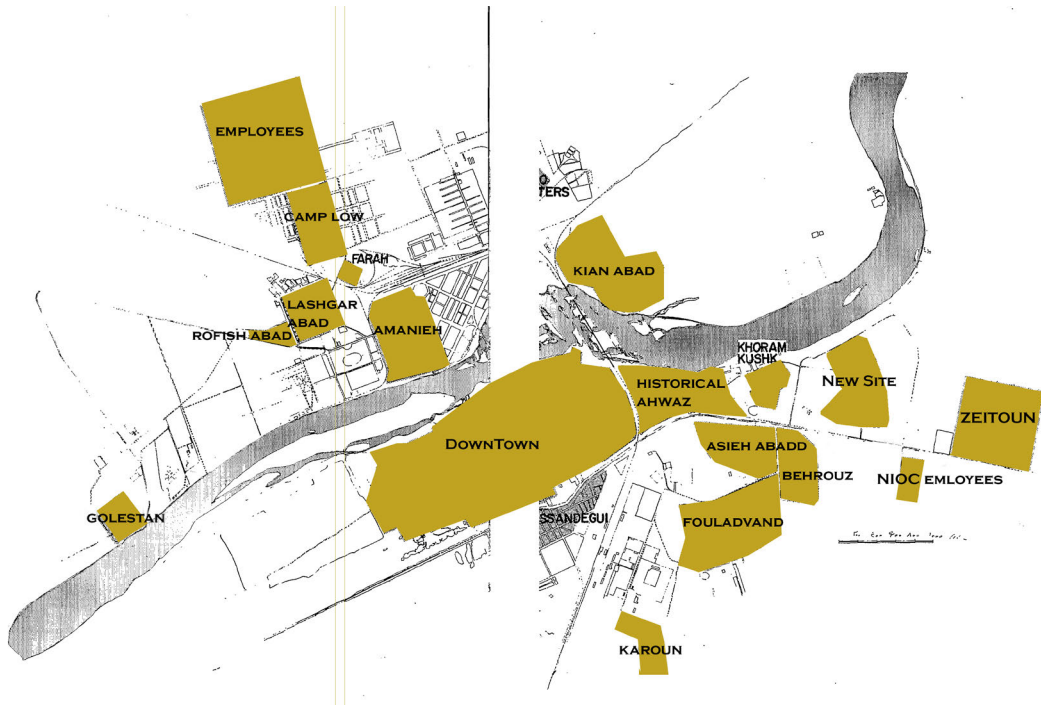 EMPLOYEES
CAMP LOW
FARAH
LASHGAR
ABAD
ROFISH ABAD
AMANIEH
GOLESTAN
DOWNTOWN
TERS
KIAN ABAD
KHORAM
KUSHK
HISTORICAL
AHWAZ
NEW SITE
ZEITOUN
ASIEH ABADD
BEHROUZ
NIOC EMLOYEES
SSANDEGUI
FOULADVAND
KAROUN